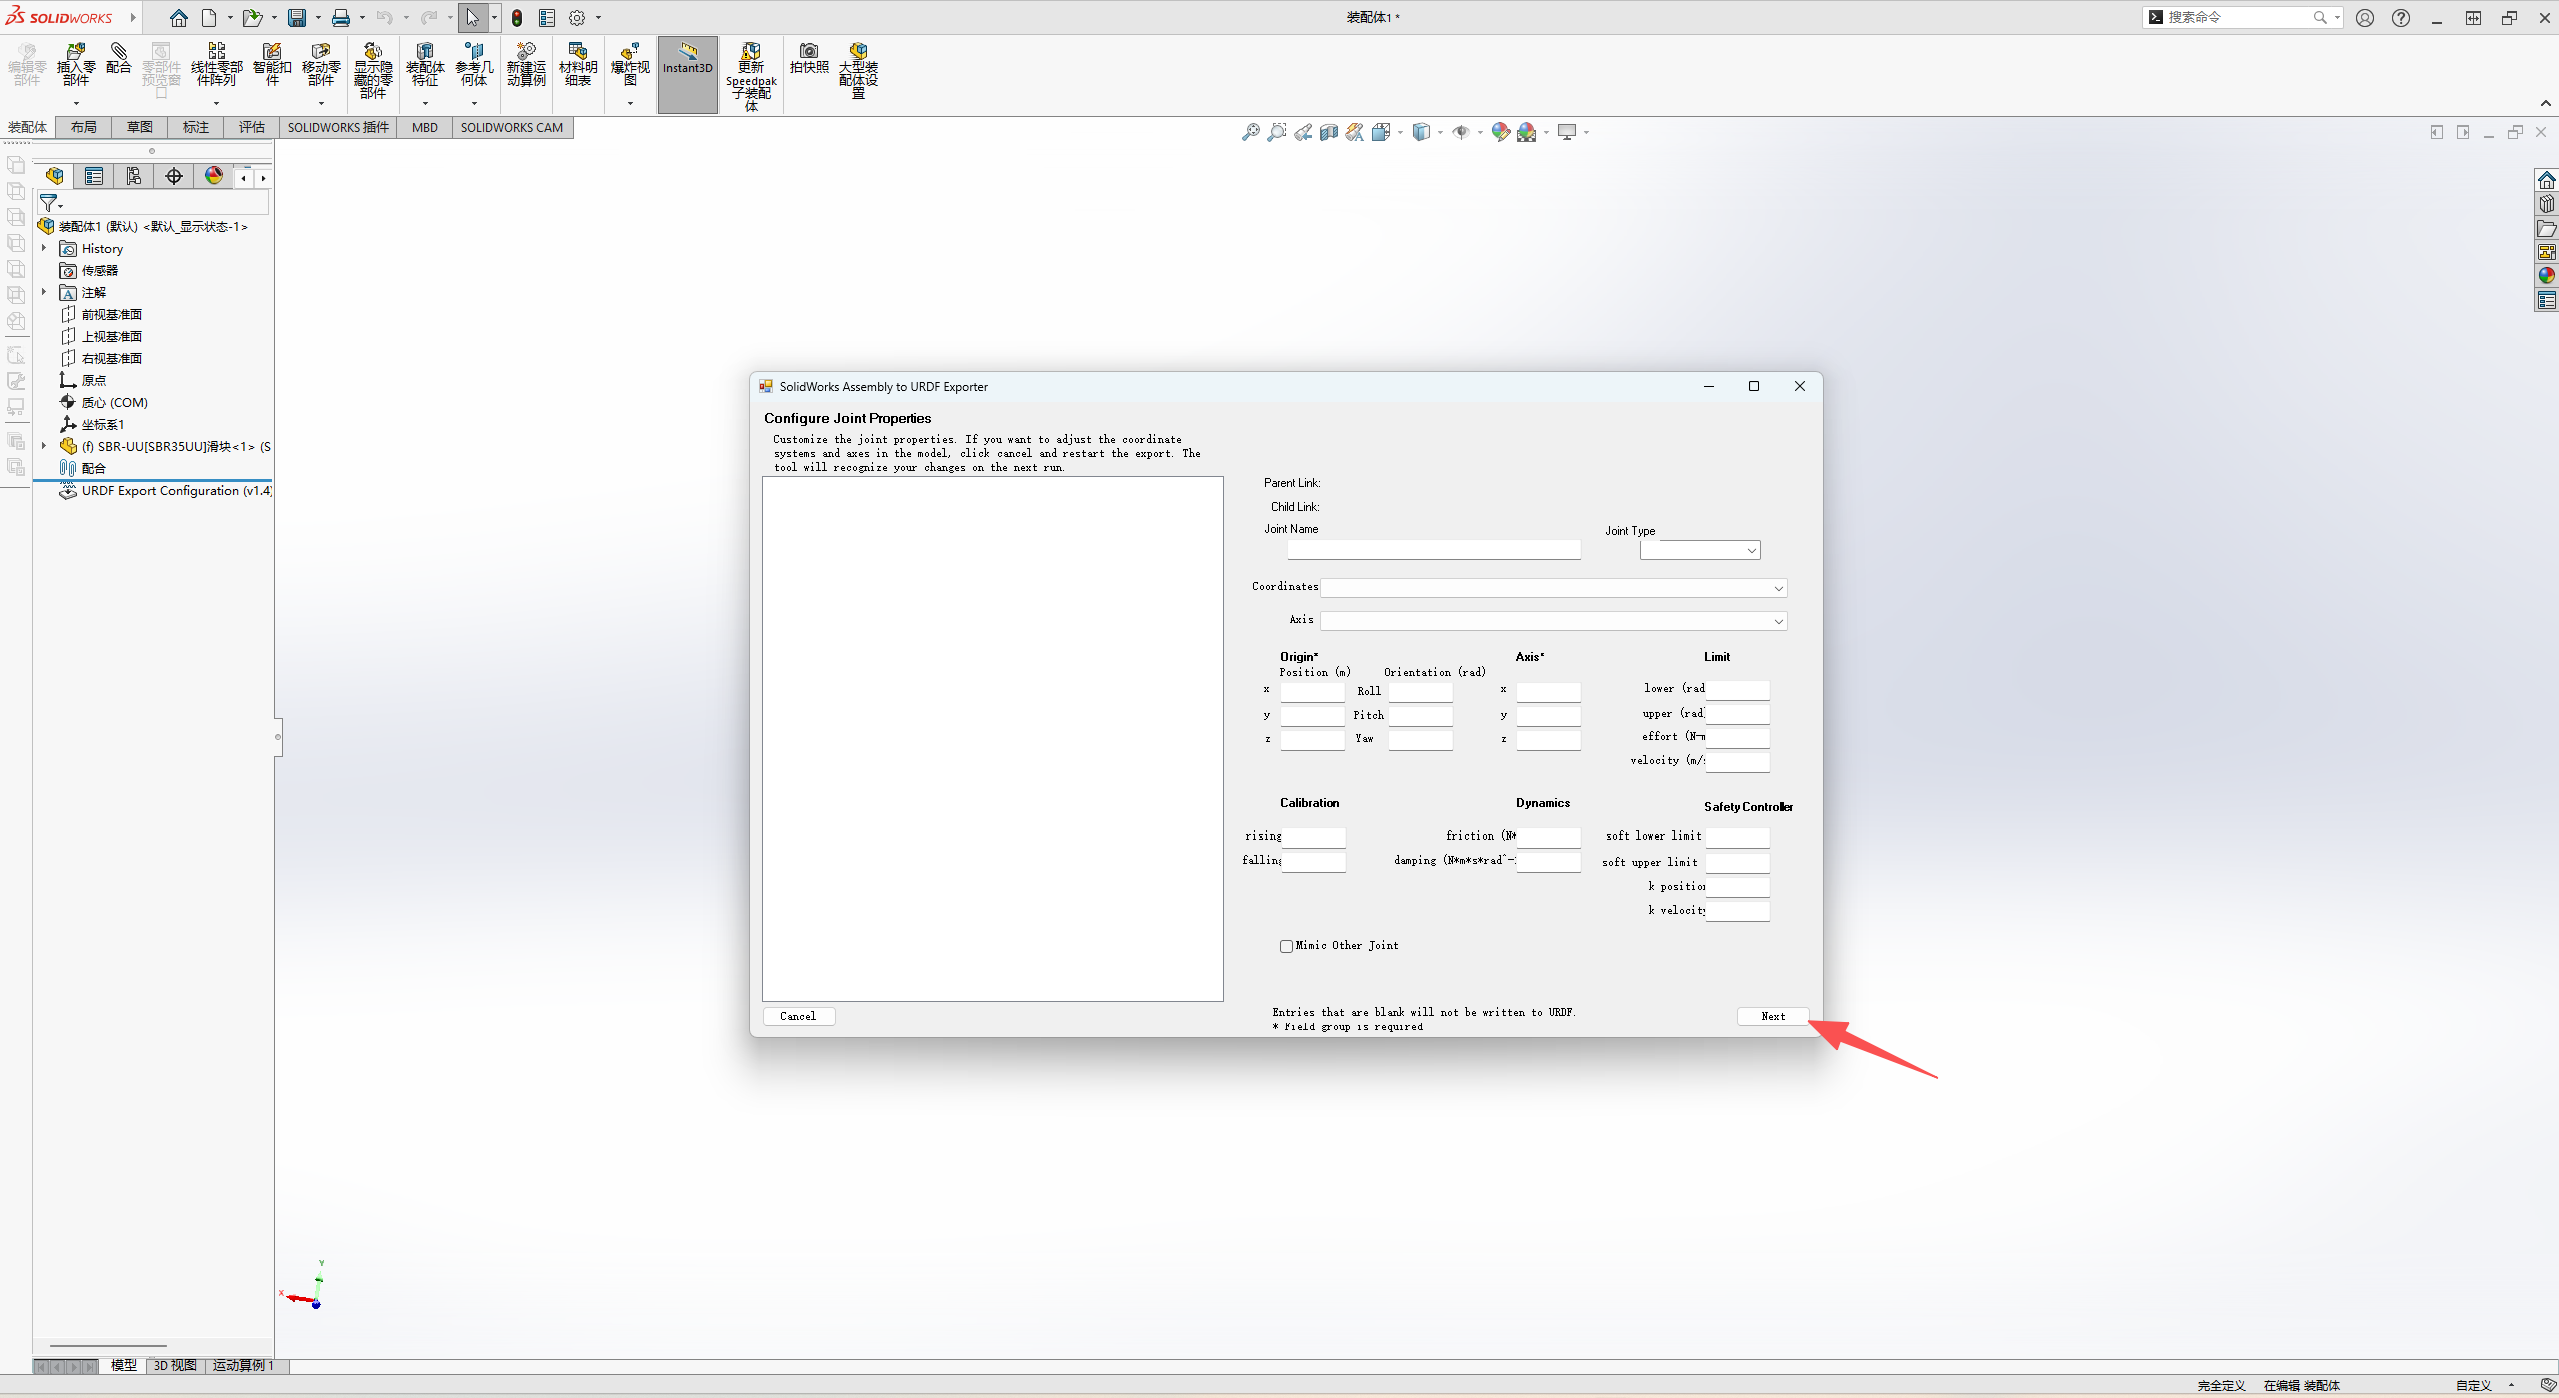 SOLIDWORKS
装配体1 *
搜索命令
编辑零部件
插入零部件
配合
零部件预览窗口
线性零部件阵列
智能扣件
移动零部件
显示隐藏的零部件
装配体特征
参考几何体
新建运动算例
材料明细表
爆炸视图
Instant3D
更新 Speedpak 子装配体
拍快照
大型装配体设置
装配体 布局 草图 标注 评估 SOLIDWORKS 插件 MBD SOLIDWORKS CAM
装配体1 (默认) <默认_显示状态-1>
History
传感器
注解
前视基准面
上视基准面
右视基准面
原点
质心 (COM)
坐标系1
(f) SBR-UU[SBR35UU]滑块<1> (S
配合
URDF Export Configuration (v1.4)
SolidWorks Assembly to URDF Exporter
Configure Joint Properties
Customize the joint properties. If you want to adjust the coordinate
systems and axes in the model, click cancel and restart the export. The
tool will recognize your changes on the next run.
Parent Link:
Child Link:
Joint Name
Joint Type
Coordinates
Axis
Origin* Axis* Limit
Position (m) Orientation (rad)
x Roll x lower (rad
y Pitch y upper (rad)
z Yaw z effort (N-m
velocity (m/s
Calibration Dynamics Safety Controller
rising friction (N* soft lower limit
falling damping (N*m*s*rad^-1 soft upper limit
k position
k velocity
Mimic Other Joint
Entries that are blank will not be written to URDF.
* Field group is required
Cancel
Next
Y
X
模型 3D 视图 运动算例 1
完全定义 在编辑 装配体 自定义